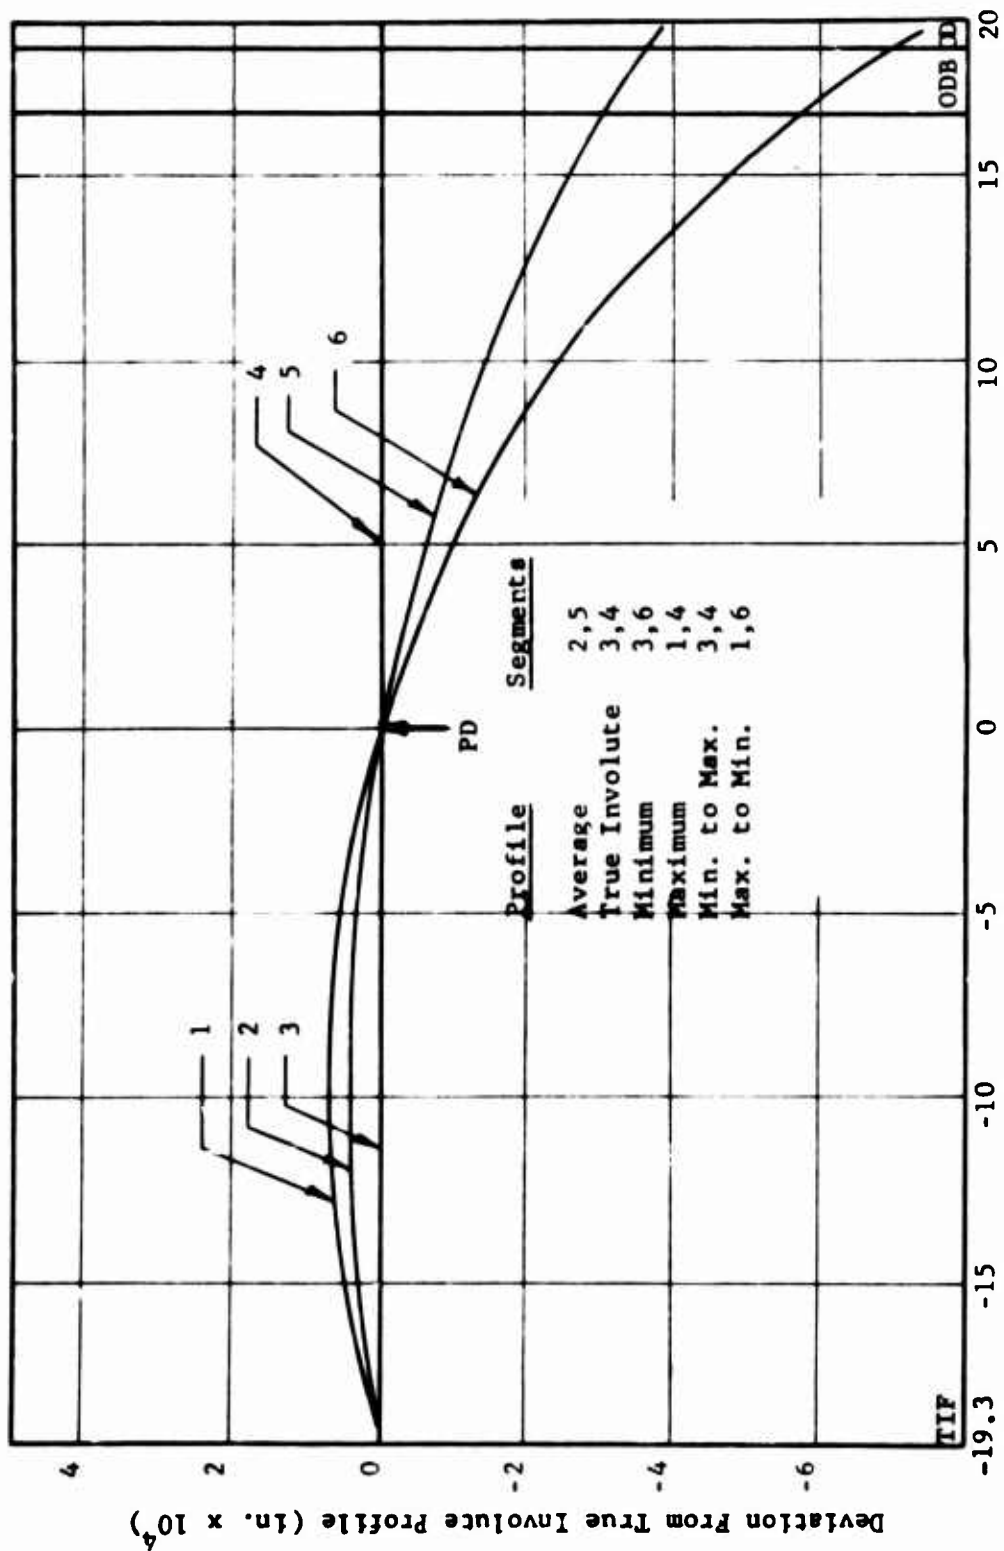 Deviation From True Involute Profile (in. x 10⁴)
4
2
0
-2
-4
-6
1
2
3
4
5
6
PD
Profile Segments
Average 2,5
True Involute 3,4
Minimum 3,6
Maximum 1,4
Min. to Max. 3,4
Max. to Min. 1,6
TIF
ODB
OD
-19.3 -15 -10 -5 0 5 10 15 20